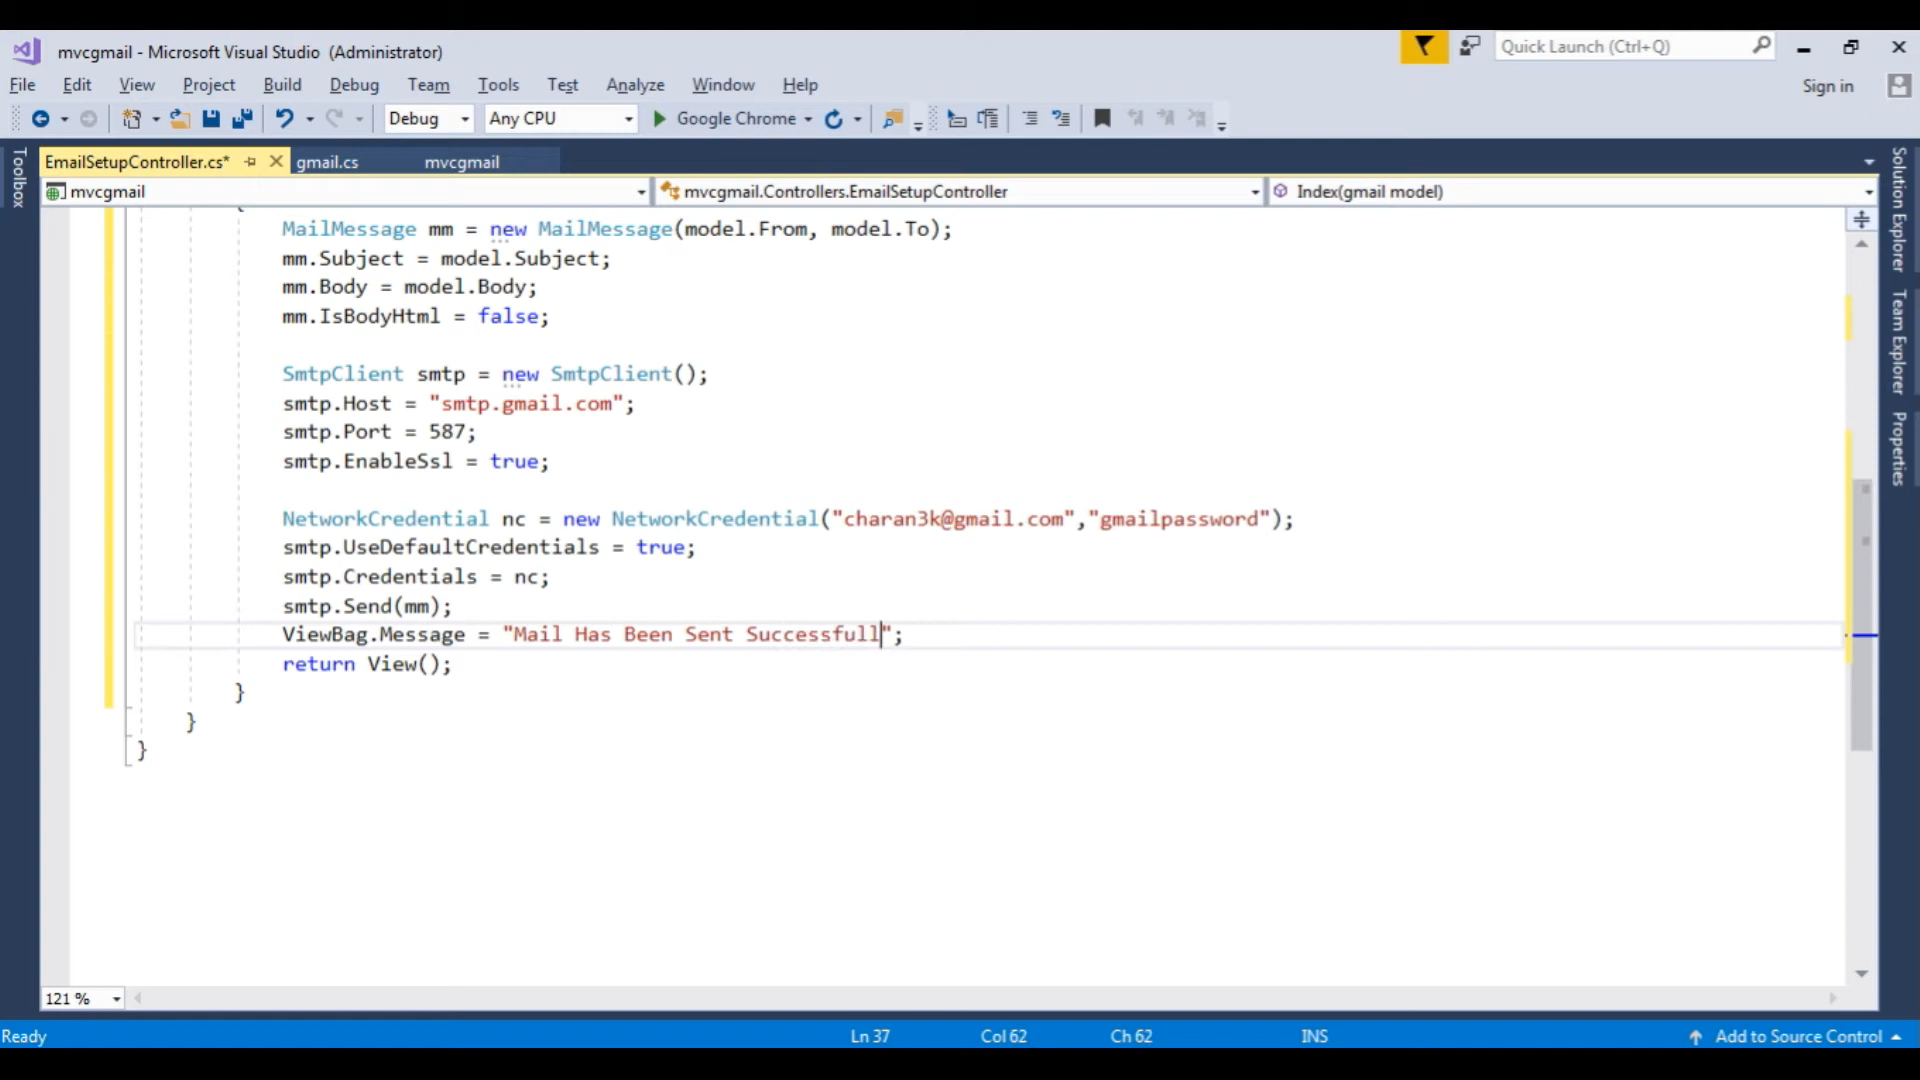 mvcgmail - Microsoft Visual Studio (Administrator)
Quick Launch (Ctrl+Q)
File Edit View Project Build Debug Team Tools Test Analyze Window Help
Sign in
Debug Any CPU Google Chrome
EmailSetupController.cs* gmail.cs mvcgmail
mvcgmail mvcgmail.Controllers.EmailSetupController Index(gmail model)
Toolbox
Solution Explorer
Team Explorer
Properties
{
MailMessage mm = new MailMessage(model.From, model.To);
mm.Subject = model.Subject;
mm.Body = model.Body;
mm.IsBodyHtml = false;
SmtpClient smtp = new SmtpClient();
smtp.Host = "smtp.gmail.com";
smtp.Port = 587;
smtp.EnableSsl = true;
NetworkCredential nc = new NetworkCredential("charan3k@gmail.com","gmailpassword");
smtp.UseDefaultCredentials = true;
smtp.Credentials = nc;
smtp.Send(mm);
ViewBag.Message = "Mail Has Been Sent Successfull";
return View();
}
}
}
121 %
Ready Ln 37 Col 62 Ch 62 INS Add to Source Control